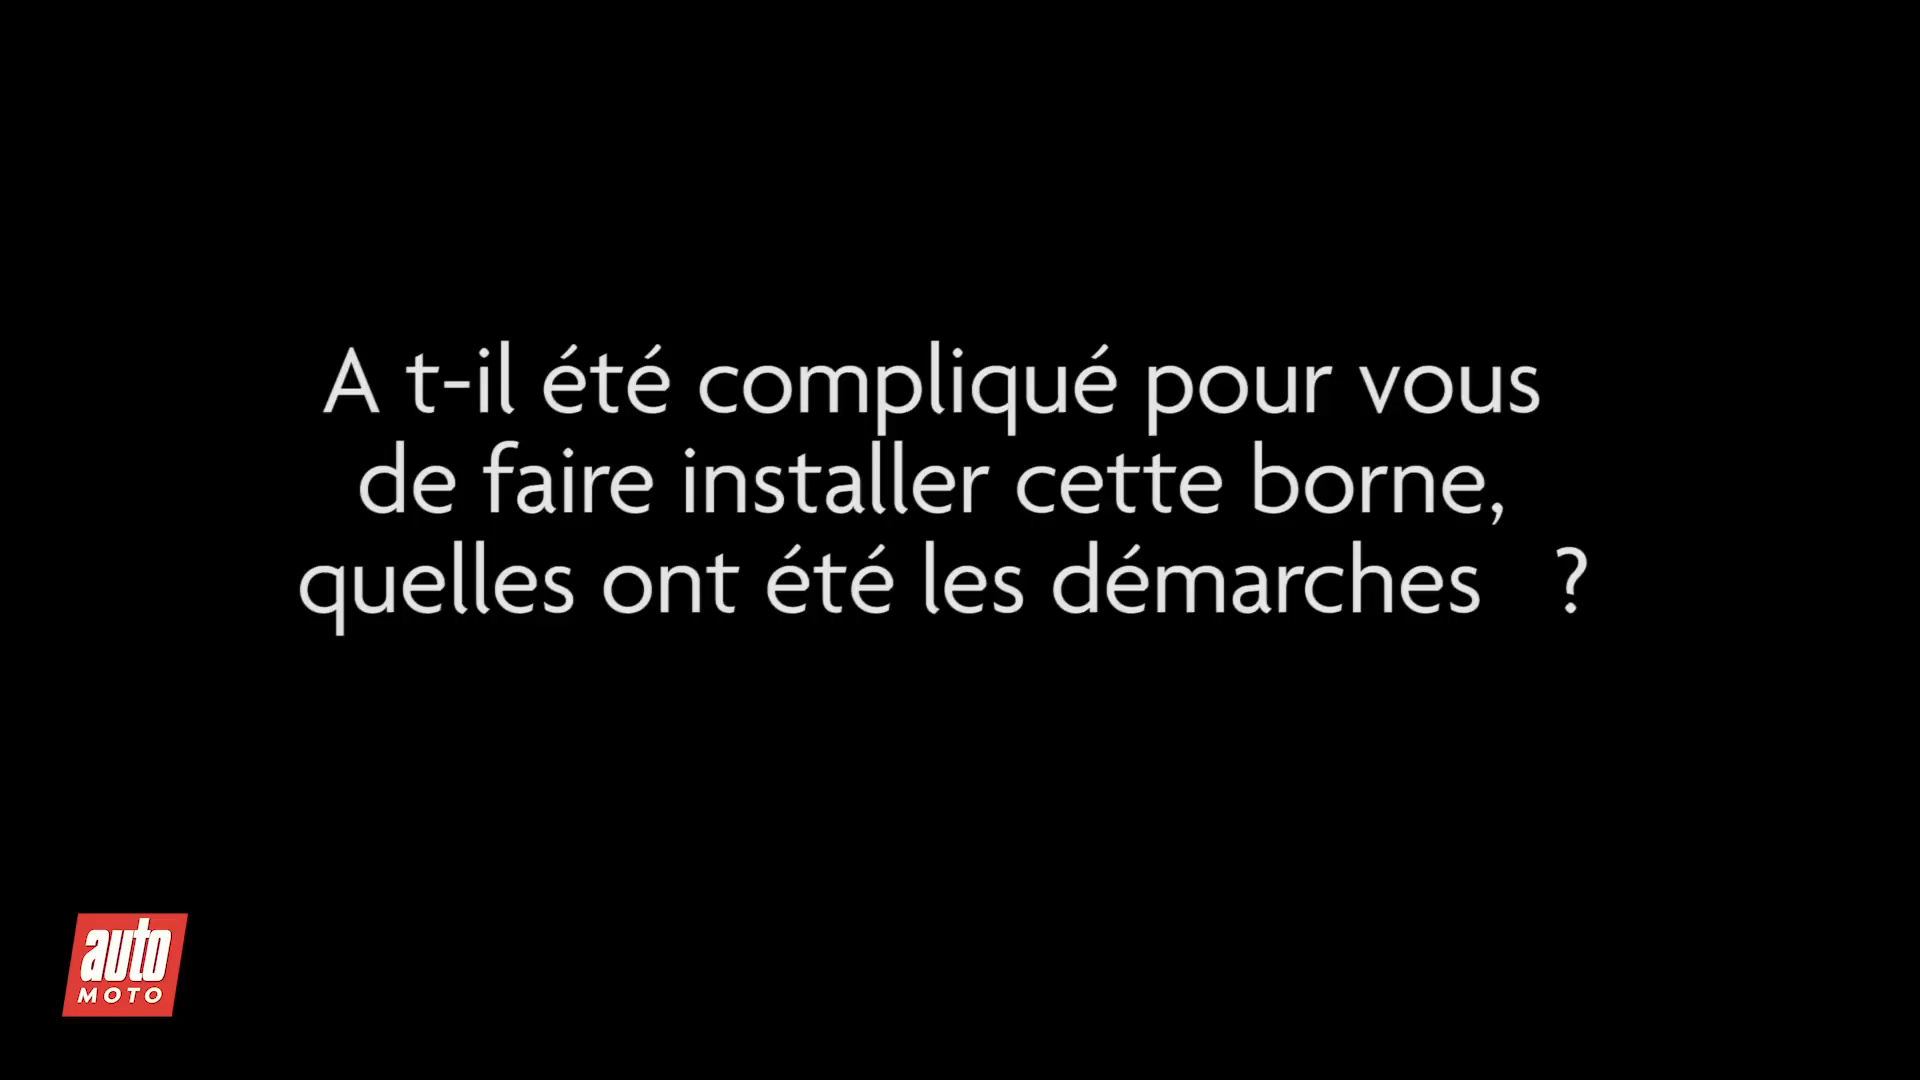 A t-il été compliqué pour vous
de faire installer cette borne,
quelles ont été les démarches ?
auto
MOTO